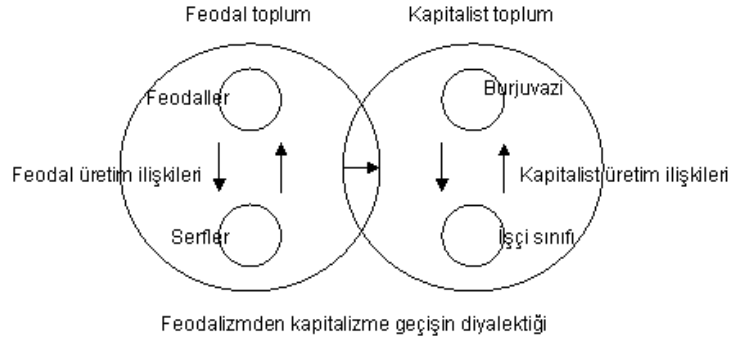 Feodal toplum
Kapitalist toplum
Feodaller
Burjuvazi
Feodal üretim ilişkileri
Kapitalist üretim ilişkileri
Serfler
İşçi sınıfı
Feodalizmden kapitalizme geçişin diyalektiği